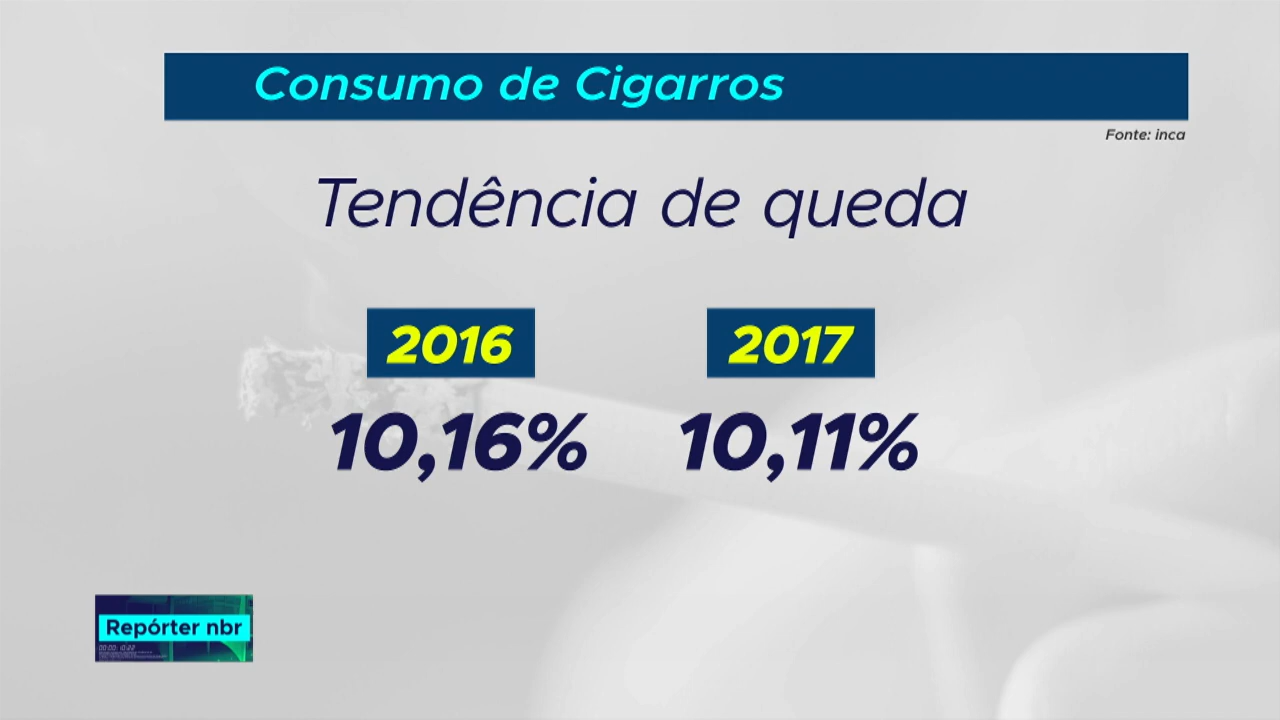 Consumo de Cigarros
Fonte: inca
Tendência de queda
2016 2017
10,16% 10,11%
Repórter nbr